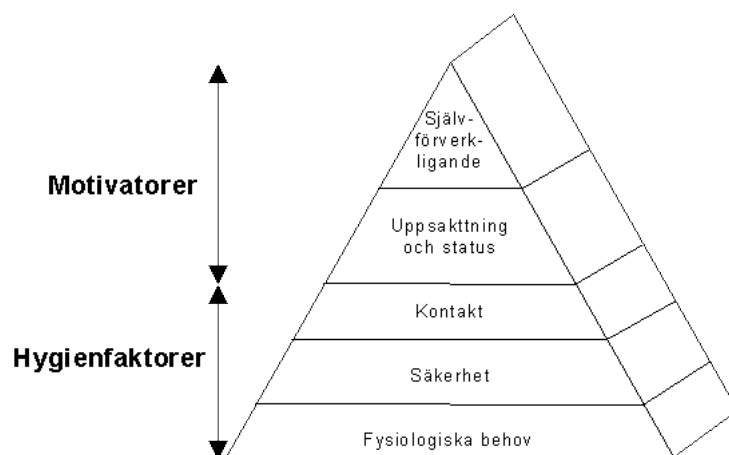 Motivatorer
Hygienfaktorer
Själv-
förverk-
ligande
Uppsakttning
och status
Kontakt
Säkerhet
Fysiologiska behov